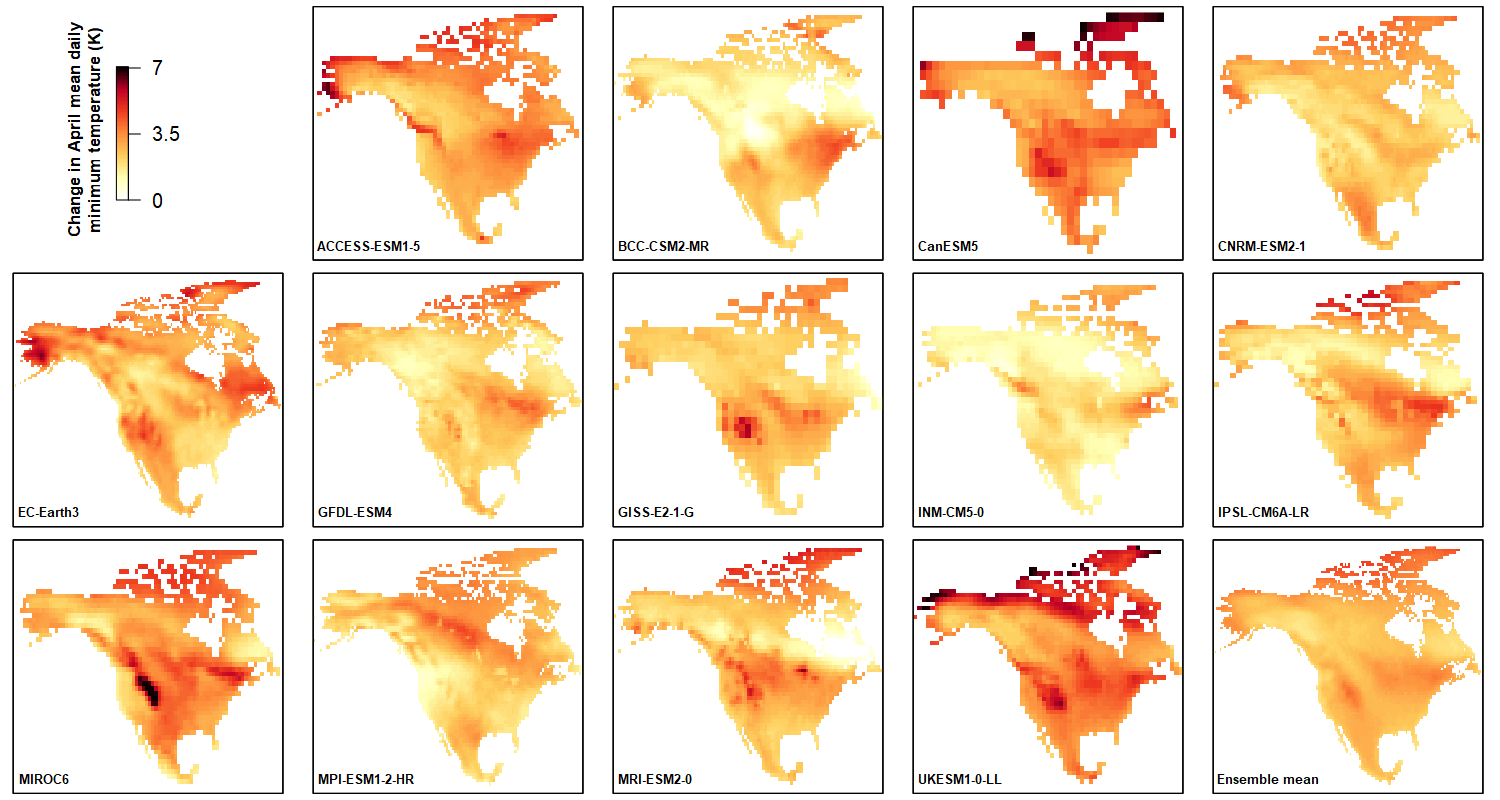 Change in April mean daily
minimum temperature (K)
7
3.5
0
ACCESS-ESM1-5
BCC-CSM2-MR
CanESM5
CNRM-ESM2-1
EC-Earth3
GFDL-ESM4
GISS-E2-1-G
INM-CM5-0
IPSL-CM6A-LR
MIROC6
MPI-ESM1-2-HR
MRI-ESM2-0
UKESM1-0-LL
Ensemble mean